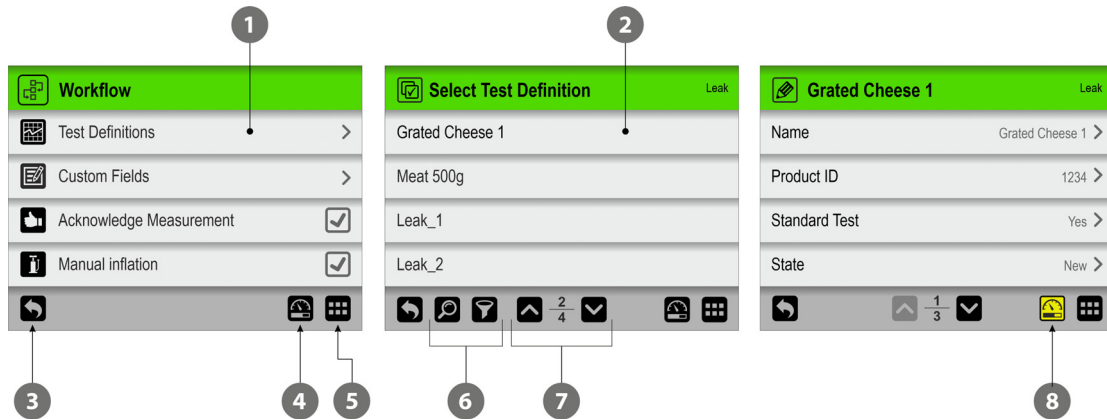 1
2
Workflow
Test Definitions
Custom Fields
Acknowledge Measurement
Manual inflation
Select Test Definition Leak
Grated Cheese 1
Meat 500g
Leak_1
Leak_2
2
4
Grated Cheese 1 Leak
Name Grated Cheese 1
Product ID 1234
Standard Test Yes
State New
1
3
3
4
5
6
7
8